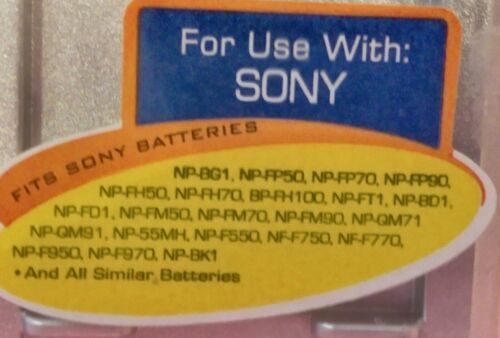 For Use With:
SONY
FITS SONY BATTERIES
NP-BG1, NP-FP50, NP-FP70, NP-FP90,
NP-FH50, NP-FH70, BP-FH100, NP-FT1, NP-BD1,
NP-FD1, NP-FM50, NP-FM70, NP-FM90, NP-QM71
NP-QM91, NP-55MH, NP-F550, NF-F750, NF-F770,
NP-F950, NP-F970, NP-BK1
• And All Similar Batteries